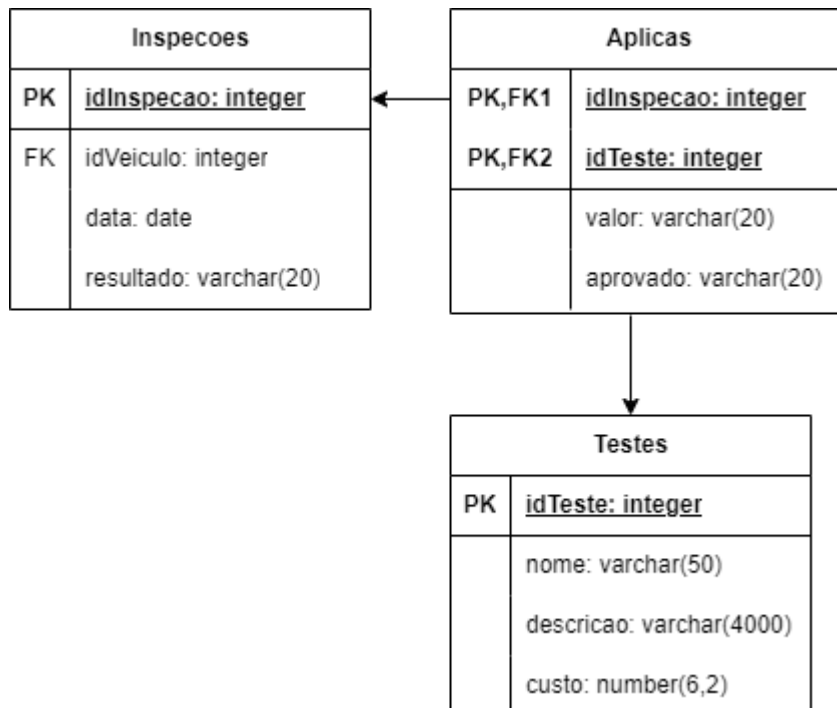 Inspecoes
PK idInspecao: integer
FK idVeiculo: integer
data: date
resultado: varchar(20)
Aplicas
PK,FK1 idInspecao: integer
PK,FK2 idTeste: integer
valor: varchar(20)
aprovado: varchar(20)
Testes
PK idTeste: integer
nome: varchar(50)
descricao: varchar(4000)
custo: number(6,2)